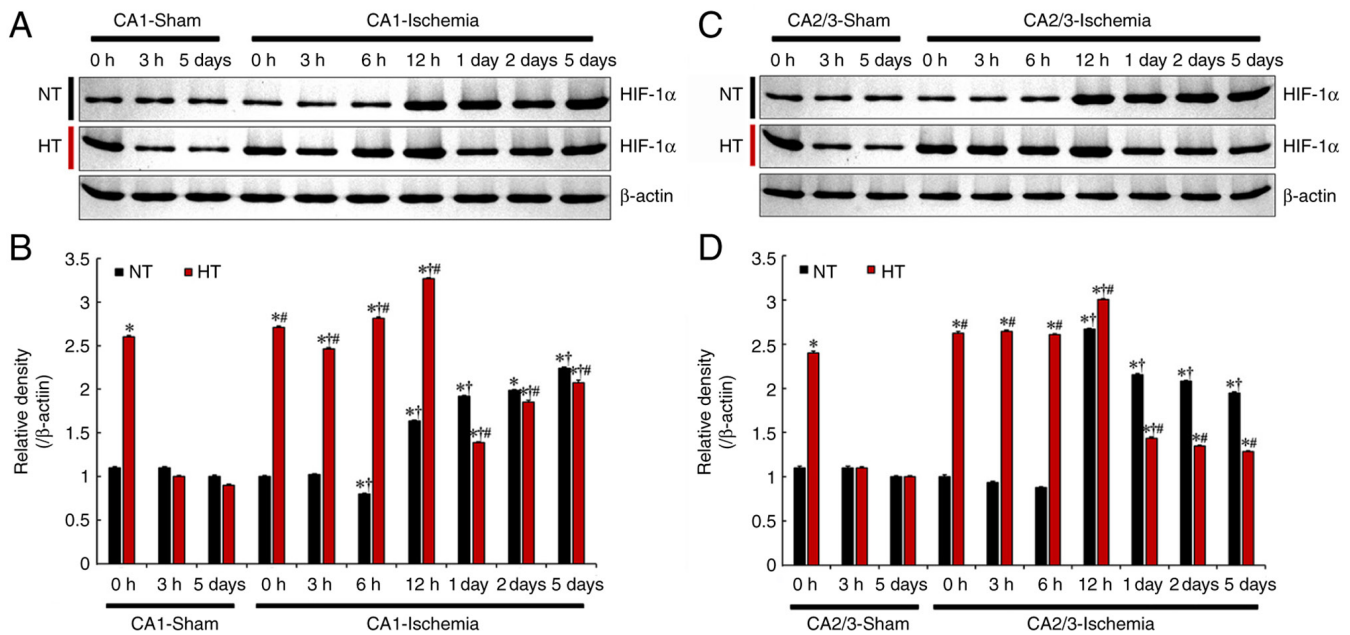 A
CA1-Sham
CA1-Ischemia
0 h 3 h 5 days 0 h 3 h 6 h 12 h 1 day 2 days 5 days
NT HIF-1α
HT HIF-1α
β-actin
B
NT HT
Relative density
(/β-actiin)
3.5
3
2.5
2
1.5
1
0.5
0
* *# *†# *†# *†# *† *† *† *†# * *†# *† *†#
0 h 3 h 5 days 0 h 3 h 6 h 12 h 1 day 2 days 5 days
CA1-Sham
CA1-Ischemia
C
CA2/3-Sham
CA2/3-Ischemia
0 h 3 h 5 days 0 h 3 h 6 h 12 h 1 day 2 days 5 days
NT HIF-1α
HT HIF-1α
β-actin
D
NT HT
Relative density
(/β-actiin)
3.5
3
2.5
2
1.5
1
0.5
0
* *# *# *# *† *†# *† *†# *† *# *† *#
0 h 3 h 5 days 0 h 3 h 6 h 12 h 1 day 2 days 5 days
CA2/3-Sham
CA2/3-Ischemia